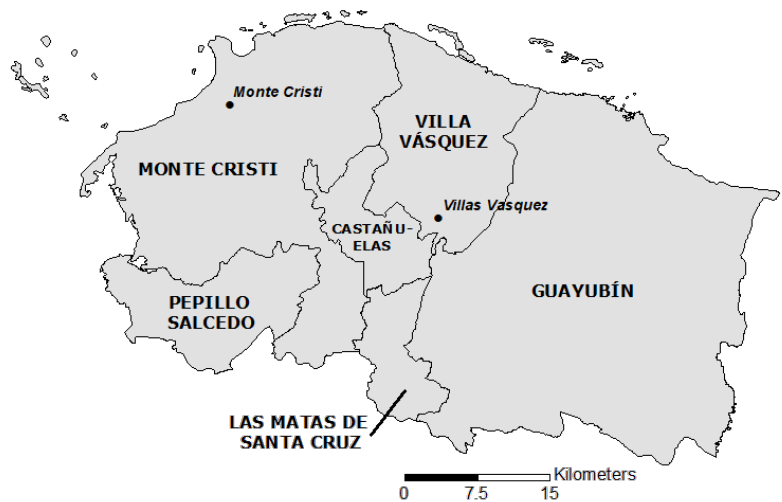 Monte Cristi
VILLA
VÁSQUEZ
MONTE CRISTI
Villas Vasquez
CASTAÑU-
ELAS
GUAYUBÍN
PEPILLO
SALCEDO
LAS MATAS DE
SANTA CRUZ
Kilometers
0 7.5 15